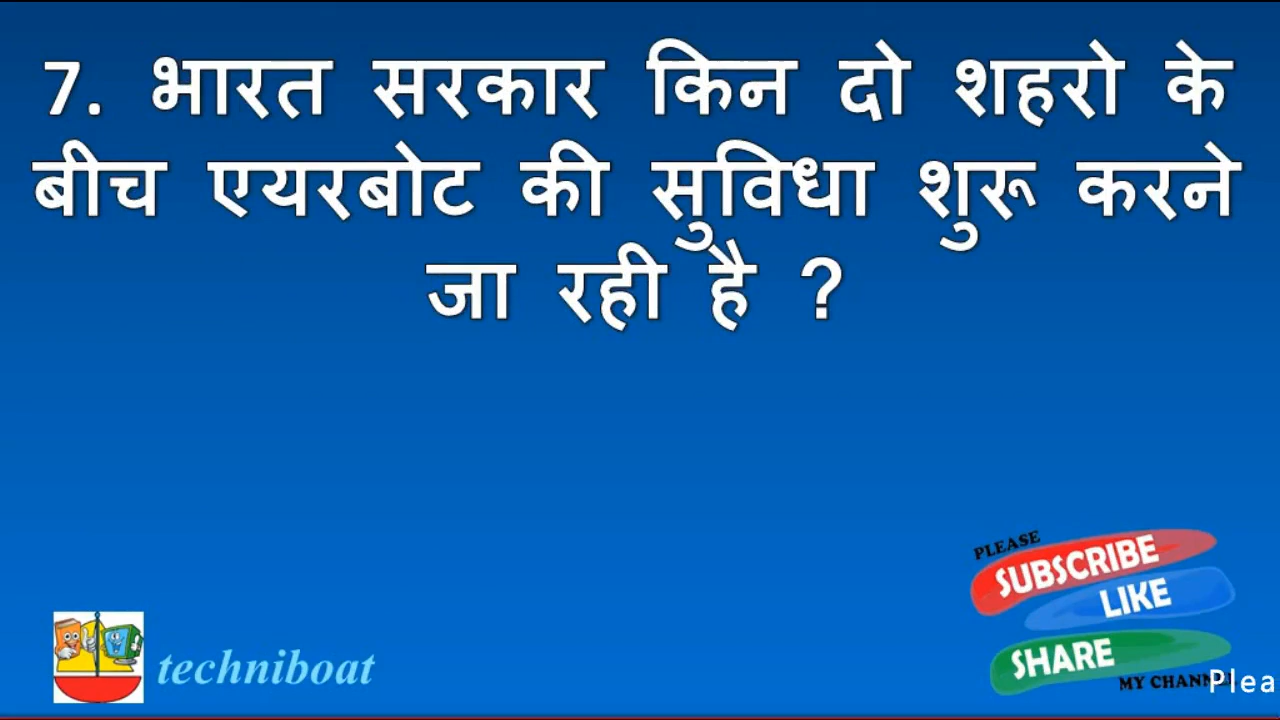 7. भारत सरकार किन दो शहरो के
बीच एयरबोट की सुविधा शुरू करने
जा रही है ?
PLEASE
SUBSCRIBE
LIKE
SHARE
MY CHANN
Plea
techniboat